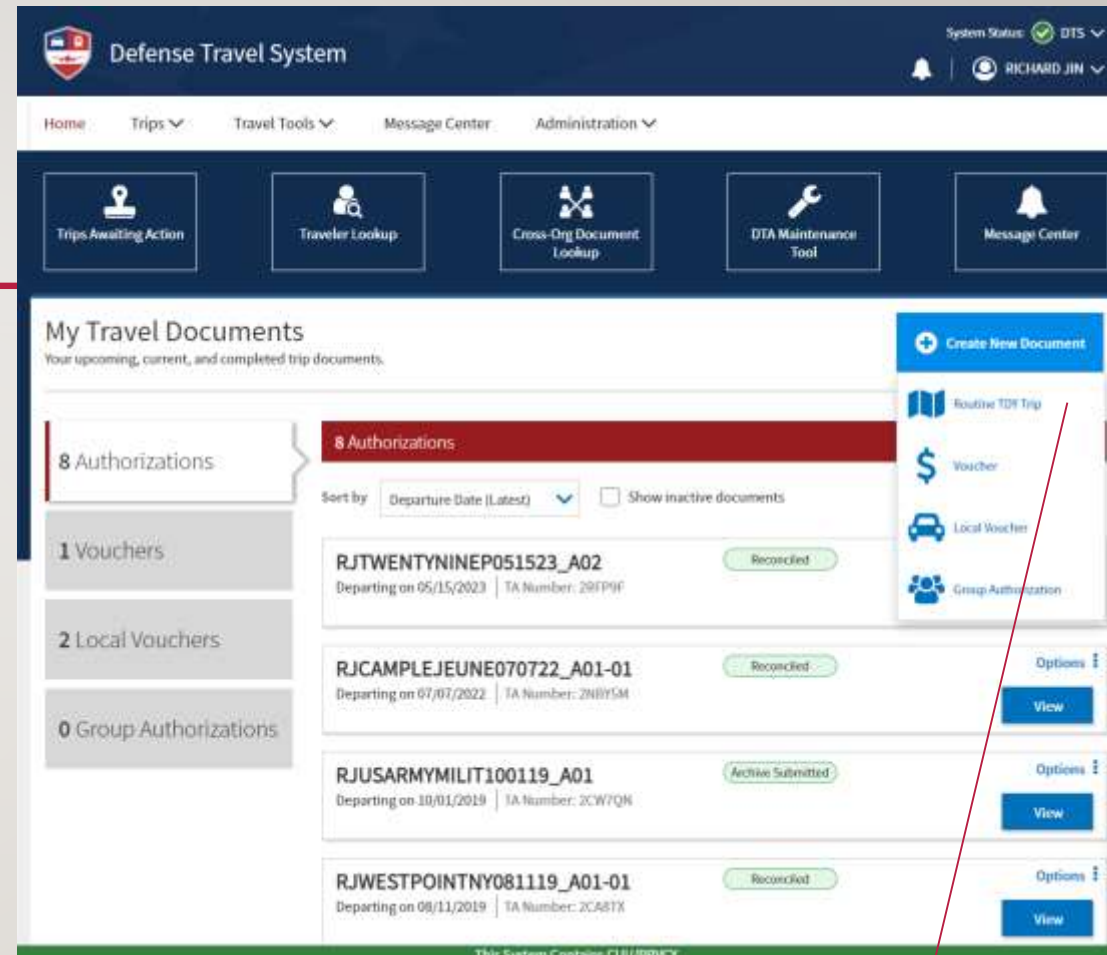 System Status: DTS
Defense Travel System
RICHARD JIN
Home Trips Travel Tools Message Center Administration
Trips Awaiting Action
Traveler Lookup
Cross-Org Document
Lookup
DTA Maintenance
Tool
Message Center
My Travel Documents
Your upcoming, current, and completed trip documents.
Create New Document
Routine TDY Trip
Voucher
Local Voucher
Group Authorization
8 Authorizations
1 Vouchers
2 Local Vouchers
0 Group Authorizations
8 Authorizations
Sort by Departure Date (Latest) Show inactive documents
RJTWENTYNINEP051523_A02 Reconciled
Departing on 05/15/2023 TA Number:
RJCAMPLEJEUNE070722_A01-01 Reconciled Options
Departing on 07/07/2022 TA Number:
View
RJUSARMYMILIT100119_A01 Archive Submitted Options
Departing on 10/01/2019 TA Number: 2CW7QN
View
RJWESTPOINTNY081119_A01-01 Reconciled Options
Departing on 08/11/2019 TA Number:
View
This System Contains